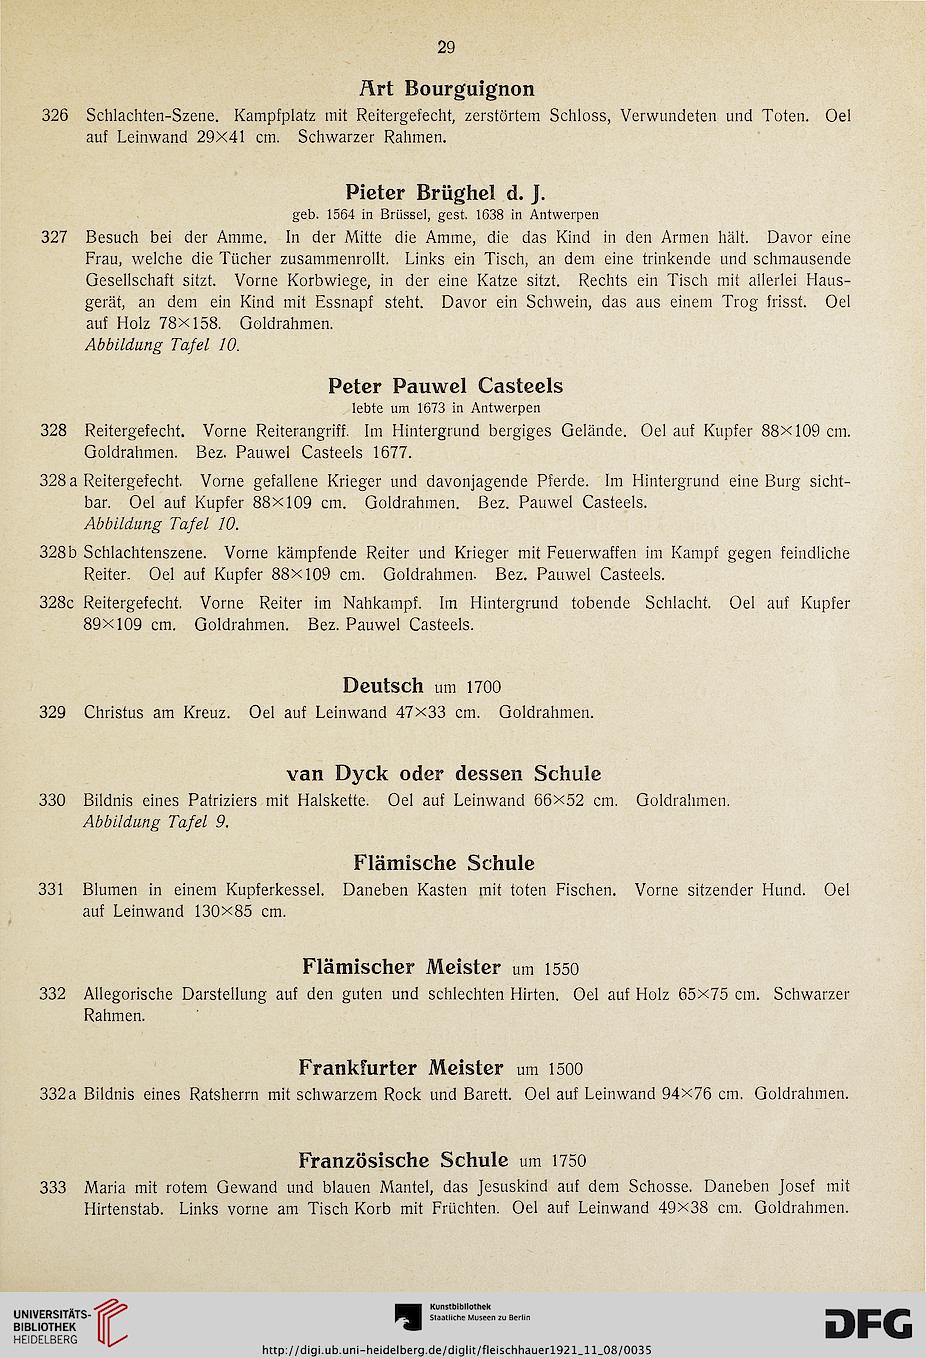 29
Art Bourguignon
326 Schlachten-Szene. Kampfplatz mit Reitergefecht, zerstörtem Schloss, Verwundeten und Toten. Oel
auf Leinwand 29×41 cm. Schwarzer Rahmen.
Pieter Brüghel d. J.
geb. 1564 in Brüssel, gest. 1638 in Antwerpen
327 Besuch bei der Amme. In der Mitte die Amme, die das Kind in den Armen hält. Davor eine
Frau, welche die Tücher zusammenrollt. Links ein Tisch, an dem eine trinkende und schmausende
Gesellschaft sitzt. Vorne Korbwiege, in der eine Katze sitzt. Rechts ein Tisch mit allerlei Haus-
gerät, an dem ein Kind mit Essnapf steht. Davor ein Schwein, das aus einem Trog frisst. Oel
auf Holz 78×158. Goldrahmen.
Abbildung Tafel 10.
Peter Pauwel Casteels
lebte um 1673 in Antwerpen
328 Reitergefecht. Vorne Reiterangriff. Im Hintergrund bergiges Gelände. Oel auf Kupfer 88×109 cm.
Goldrahmen. Bez. Pauwel Casteels 1677.
328a Reitergefecht. Vorne gefallene Krieger und davonjagende Pferde. Im Hintergrund eine Burg sicht-
bar. Oel auf Kupfer 88×109 cm. Goldrahmen. Bez. Pauwel Casteels.
Abbildung Tafel 10.
328b Schlachtenszene. Vorne kämpfende Reiter und Krieger mit Feuerwaffen im Kampf gegen feindliche
Reiter. Oel auf Kupfer 88×109 cm. Goldrahmen. Bez. Pauwel Casteels.
328c Reitergefecht. Vorne Reiter im Nahkampf. Im Hintergrund tobende Schlacht. Oel auf Kupfer
89×109 cm. Goldrahmen. Bez. Pauwel Casteels.
Deutsch um 1700
329 Christus am Kreuz. Oel auf Leinwand 47×33 cm. Goldrahmen.
van Dyck oder dessen Schule
330 Bildnis eines Patriziers mit Halskette. Oel auf Leinwand 66×52 cm. Goldrahmen.
Abbildung Tafel 9.
Flämische Schule
331 Blumen in einem Kupferkessel. Daneben Kasten mit toten Fischen. Vorne sitzender Hund. Oel
auf Leinwand 130×85 cm.
Flämischer Meister um 1550
332 Allegorische Darstellung auf den guten und schlechten Hirten. Oel auf Holz 65×75 cm. Schwarzer
Rahmen.
Frankfurter Meister um 1500
332a Bildnis eines Ratsherrn mit schwarzem Rock und Barett. Oel auf Leinwand 94×76 cm. Goldrahmen.
Französische Schule um 1750
333 Maria mit rotem Gewand und blauen Mantel, das Jesuskind auf dem Schosse. Daneben Josef mit
Hirtenstab. Links vorne am Tisch Korb mit Früchten. Oel auf Leinwand 49×38 cm. Goldrahmen.
UNIVERSITÄTS-
BIBLIOTHEK
HEIDELBERG
Kunstbibliothek
Staatliche Museen zu Berlin
DFG
http://digi.ub.uni-heidelberg.de/diglit/fleischhauer1921_11_08/0035